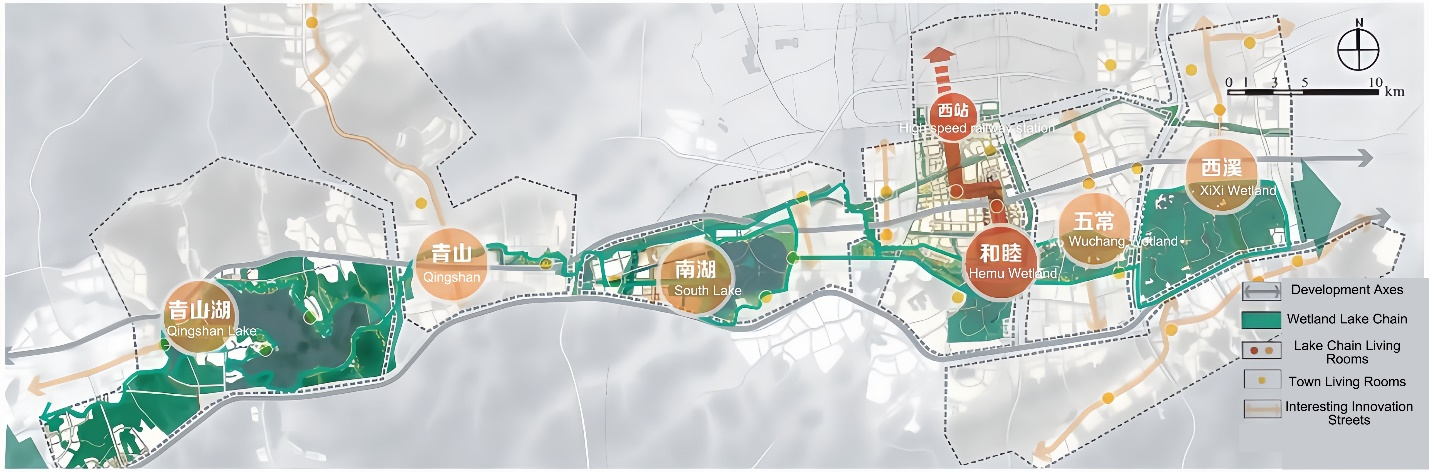 N
0 1 3 5 10 km
西站
High speed railway station
西溪
XiXi Wetland
五常
Wuchang Wetland
和睦
Hemu Wetland
青山
Qingshan
南湖
South Lake
青山湖
Qingshan Lake
Development Axes
Wetland Lake Chain
Lake Chain Living
Rooms
Town Living Rooms
Interesting Innovation
Streets